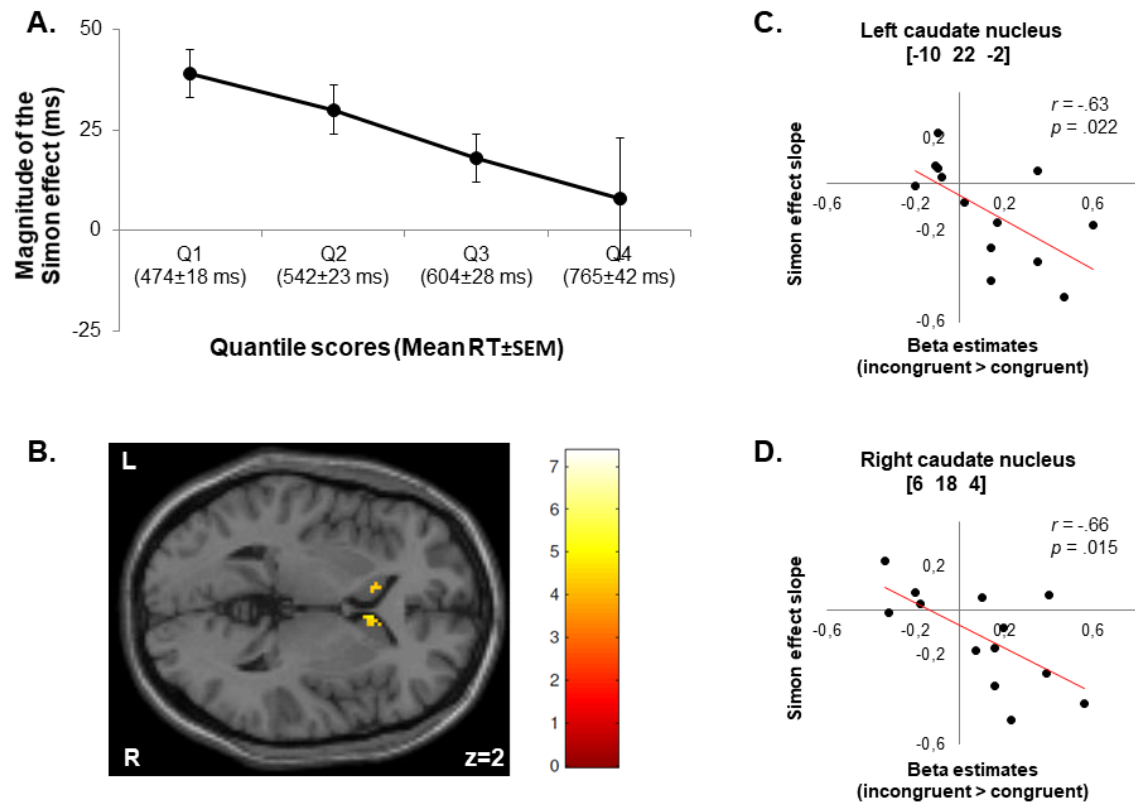 A.
50
25
0
-25
Magnitude of the
Simon effect (ms)
Q1
(474±18 ms)
Q2
(542±23 ms)
Q3
(604±28 ms)
Q4
(765±42 ms)
Quantile scores (Mean RT±SEM)
B.
L
R
z=2
7
6
5
4
3
2
1
0
C.
Left caudate nucleus
[-10 22 -2]
r = -.63
p = .022
Simon effect slope
0,2
-0,6
-0,2
0,2
0,6
-0,2
-0,6
Beta estimates
(incongruent > congruent)
D.
Right caudate nucleus
[6 18 4]
r = -.66
p = .015
Simon effect slope
0,2
-0,6
-0,2
0,2
0,6
-0,2
-0,6
Beta estimates
(incongruent > congruent)